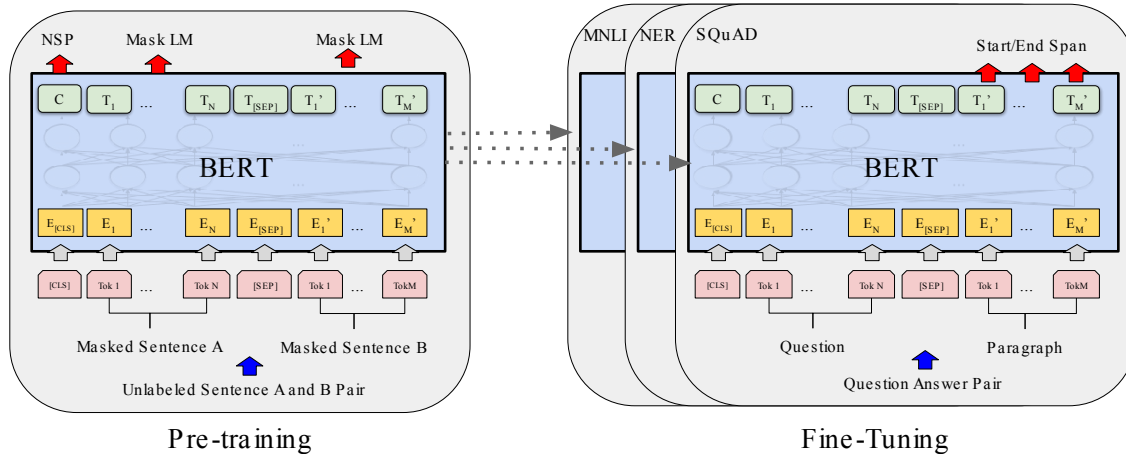 NSP Mask LM Mask LM
C T1 ... TN T[SEP] T1’ ... TM’
...
BERT
...
E[CLS] E1 ... EN E[SEP] E1’ ... EM’
[CLS] Tok 1 ... Tok N [SEP] Tok 1 ... TokM
Masked Sentence A Masked Sentence B
Unlabeled Sentence A and B Pair
Pre-training
MNLI NER SQuAD
Start/End Span
C T1 ... TN T[SEP] T1’ ... TM’
...
BERT
...
E[CLS] E1 ... EN E[SEP] E1’ ... EM’
[CLS] Tok 1 ... Tok N [SEP] Tok 1 ... TokM
Question Paragraph
Question Answer Pair
Fine-Tuning